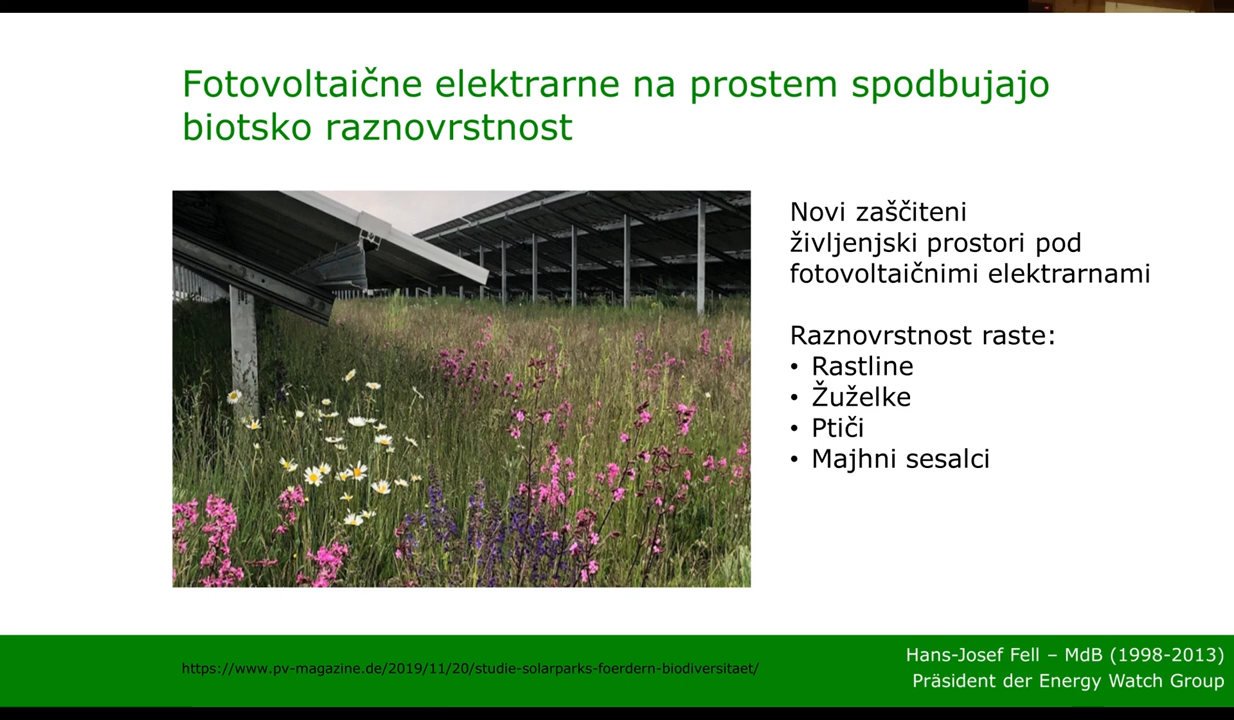 Fotovoltaične elektrarne na prostem spodbujajo
biotsko raznovrstnost
Novi zaščiteni
življenjski prostori pod
fotovoltaičnimi elektrarnami
Raznovrstnost raste:
• Rastline
• Žuželke
• Ptiči
• Majhni sesalci
https://www.pv-magazine.de/2019/11/20/studie-solarparks-foerdern-biodiversitaet/
Hans-Josef Fell – MdB (1998-2013)
Präsident der Energy Watch Group